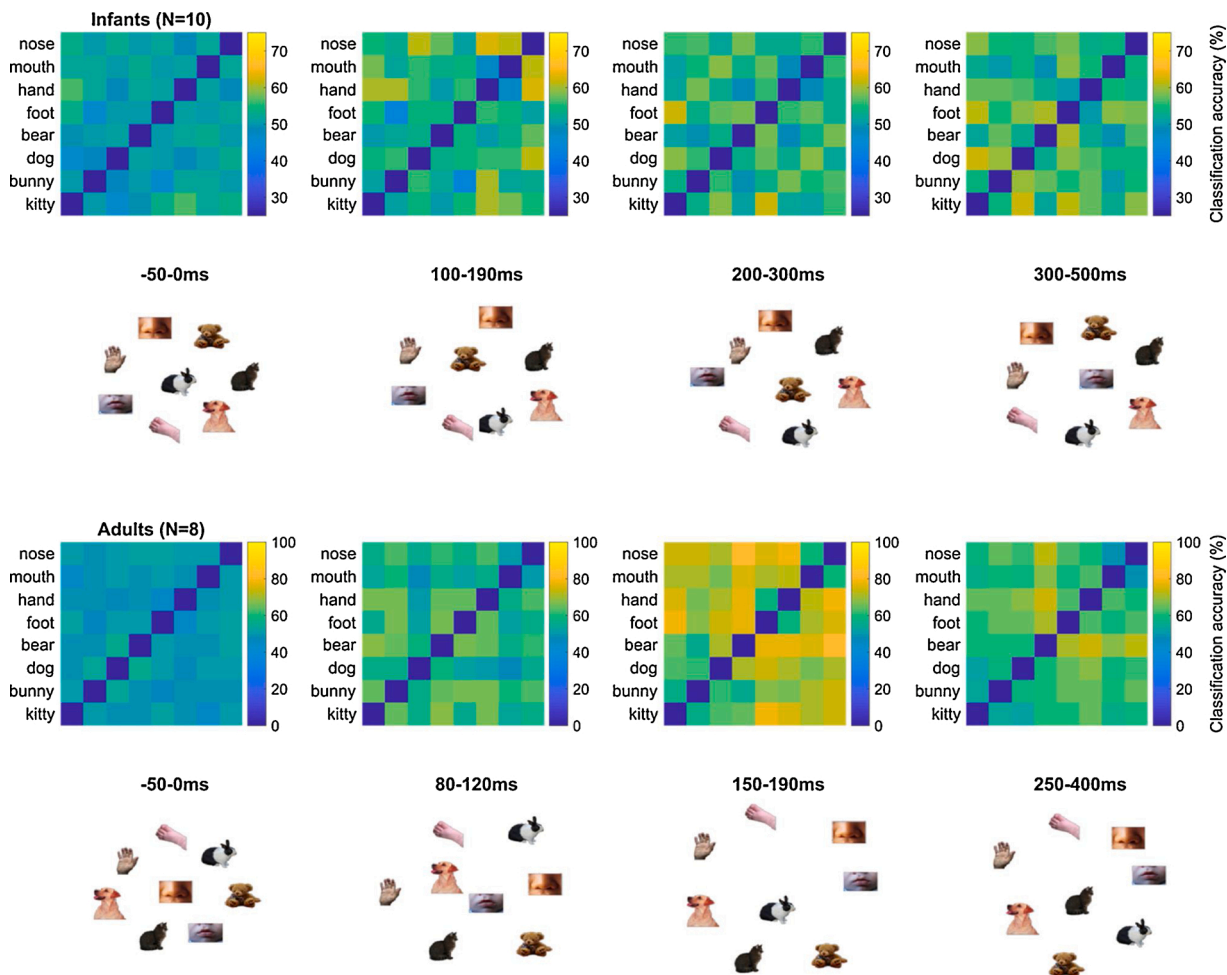 Infants (N=10)
nose
mouth
hand
foot
bear
dog
bunny
kitty
70
60
50
40
30
70
60
50
40
30
70
60
50
40
30
70
60
50
40
30
Classification accuracy (%)
-50-0ms
100-190ms
200-300ms
300-500ms
nose
mouth
hand
foot
bear
dog
bunny
kitty
nose
mouth
hand
foot
bear
dog
bunny
kitty
nose
mouth
hand
foot
bear
dog
bunny
kitty
Adults (N=8)
nose
mouth
hand
foot
bear
dog
bunny
kitty
100
80
60
40
20
0
nose
mouth
hand
foot
bear
dog
bunny
kitty
100
80
60
40
20
0
nose
mouth
hand
foot
bear
dog
bunny
kitty
100
80
60
40
20
0
nose
mouth
hand
foot
bear
dog
bunny
kitty
100
80
60
40
20
0
Classification accuracy (%)
-50-0ms
80-120ms
150-190ms
250-400ms